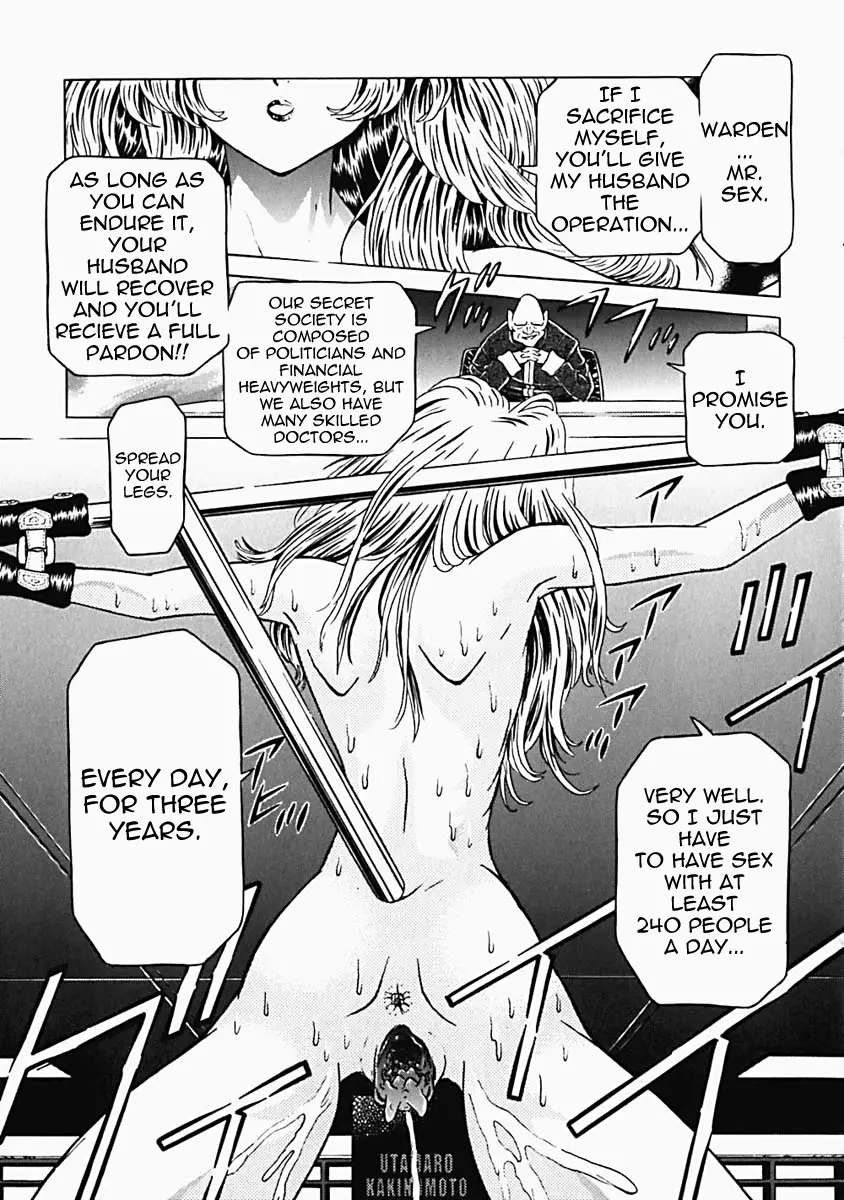 WARDEN
...
MR.
SEX.
IF I
SACRIFICE
MYSELF,
YOU'LL GIVE
MY HUSBAND
THE
OPERATION...
AS LONG AS
YOU CAN
ENDURE IT,
YOUR
HUSBAND
WILL RECOVER
AND YOU'LL
RECIEVE A FULL
PARDON!!
I
PROMISE
YOU.
OUR SECRET
SOCIETY IS
COMPOSED
OF POLITICIANS AND
FINANCIAL
HEAVYWEIGHTS, BUT
WE ALSO HAVE
MANY SKILLED
DOCTORS...
SPREAD
YOUR
LEGS.
VERY WELL.
SO I JUST
HAVE
TO HAVE SEX
WITH AT
LEAST
240 PEOPLE
A DAY...
EVERY DAY,
FOR THREE
YEARS.
UTAMARO
KAKINOMOTO